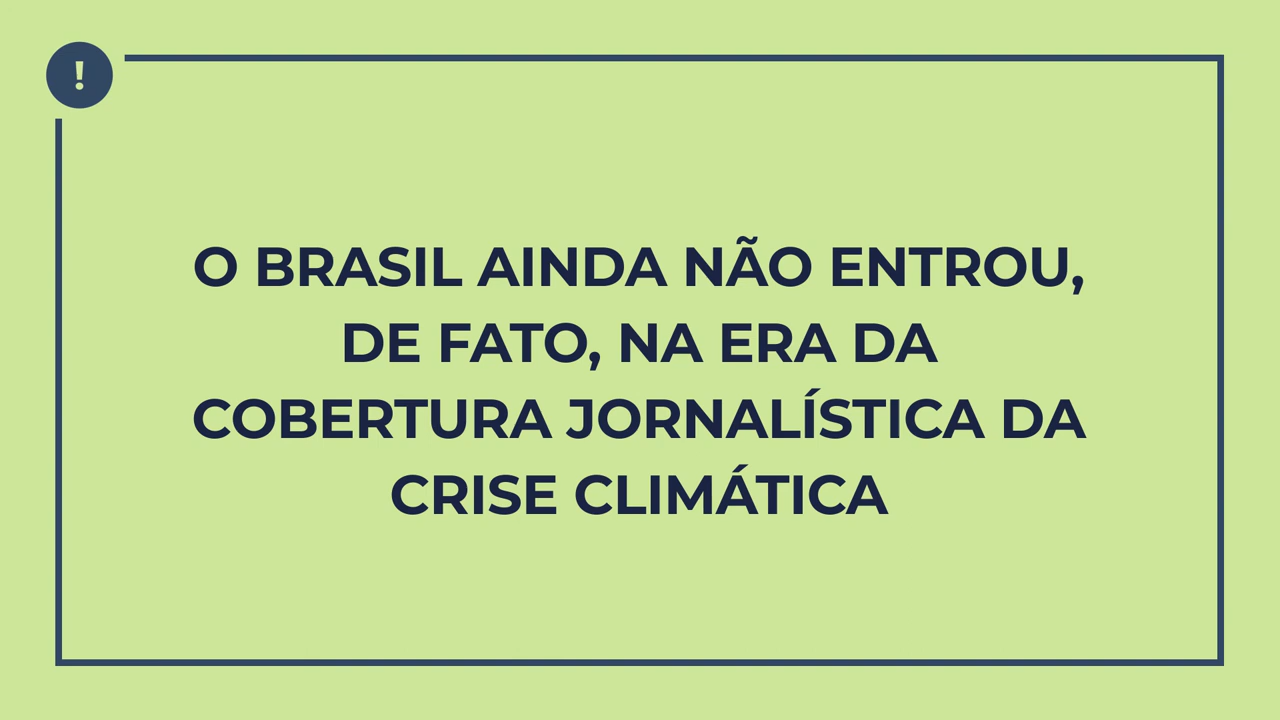 !
O BRASIL AINDA NÃO ENTROU,
DE FATO, NA ERA DA
COBERTURA JORNALÍSTICA DA
CRISE CLIMÁTICA